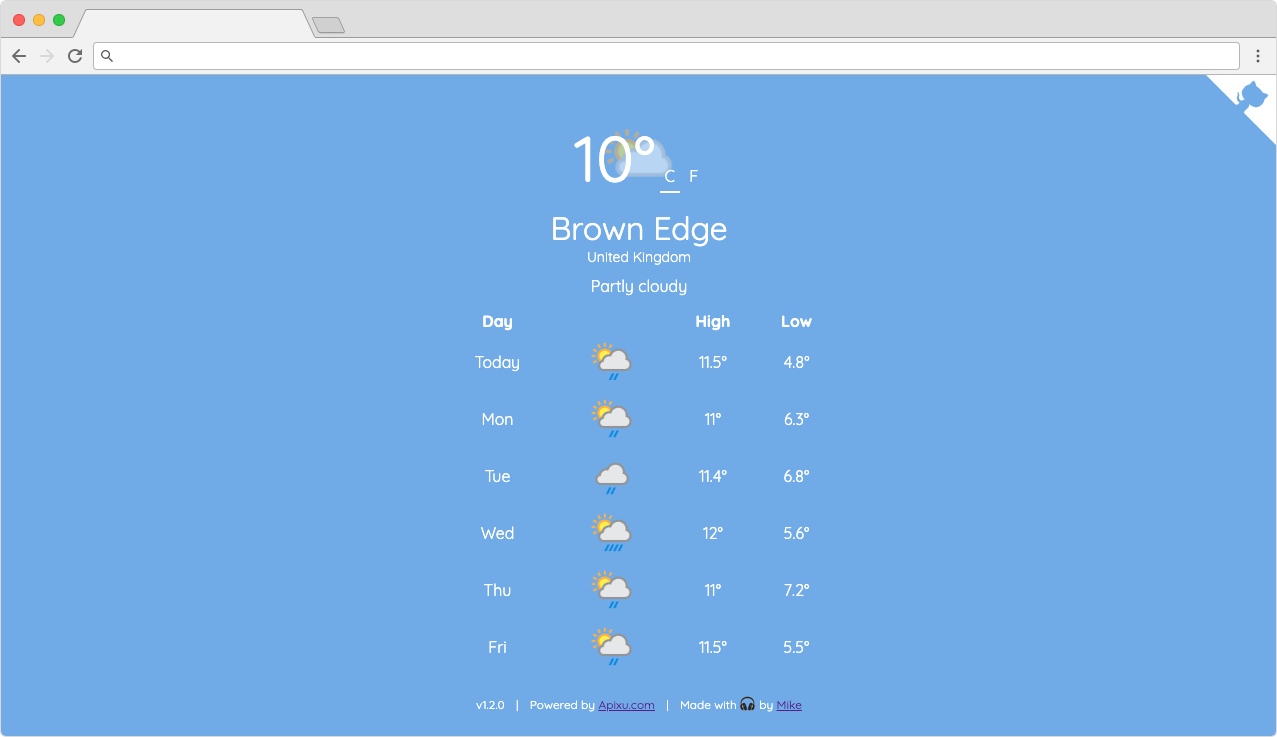 10°
C F
Brown Edge
United Kingdom
Partly cloudy
Day High Low
Today 11.5° 4.8°
Mon 11° 6.3°
Tue 11.4° 6.8°
Wed 12° 5.6°
Thu 11° 7.2°
Fri 11.5° 5.5°
v1.2.0 | Powered by Apixu.com | Made with 🎧 by Mike